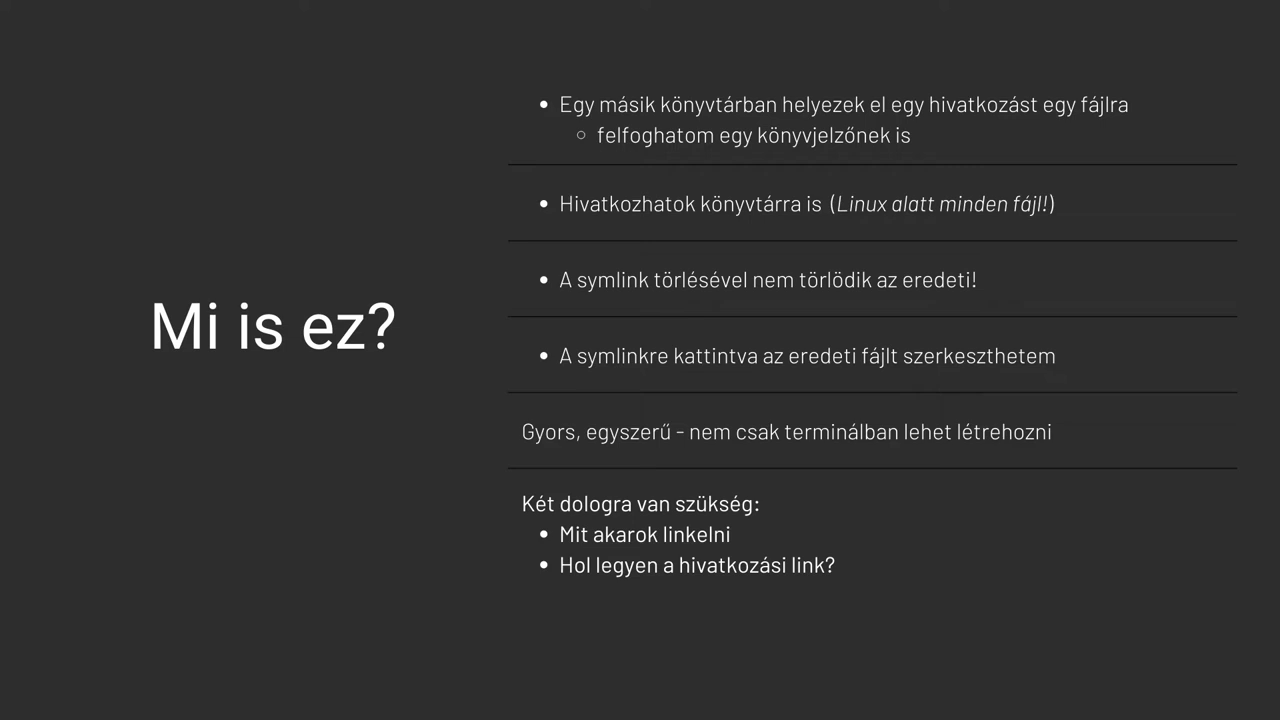 Mi is ez?
• Egy másik könyvtárban helyezek el egy hivatkozást egy fájlra
○ felfoghatom egy könyvjelzőnek is
• Hivatkozhatok könyvtárra is (Linux alatt minden fájl!)
• A symlink törlésével nem törlödik az eredeti!
• A symlinkre kattintva az eredeti fájlt szerkeszthetem
Gyors, egyszerű - nem csak terminálban lehet létrehozni
Két dologra van szükség:
• Mit akarok linkelni
• Hol legyen a hivatkozási link?